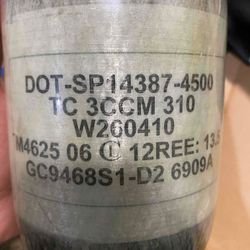 DOT-SP14387-4500
TC 3CCM 310
W260410
M4625 06 12REE: 13.
GC9468S1-D2 6909A